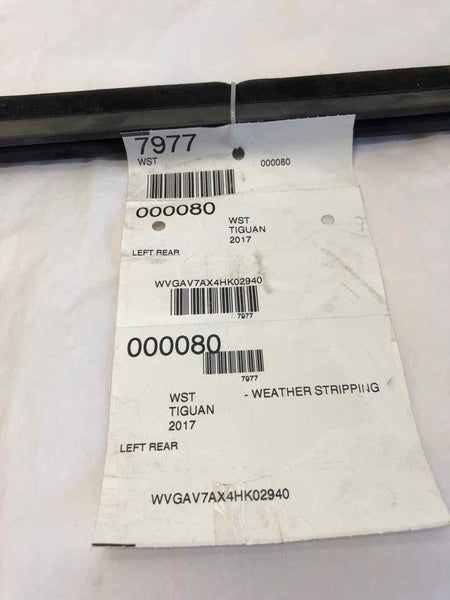 7977
WST 000080
000080
WST
TIGUAN
2017
LEFT REAR
WVGAV7AX4HK02940
7977
000080
7977
WST - WEATHER STRIPPING
TIGUAN
2017
LEFT REAR
WVGAV7AX4HK02940